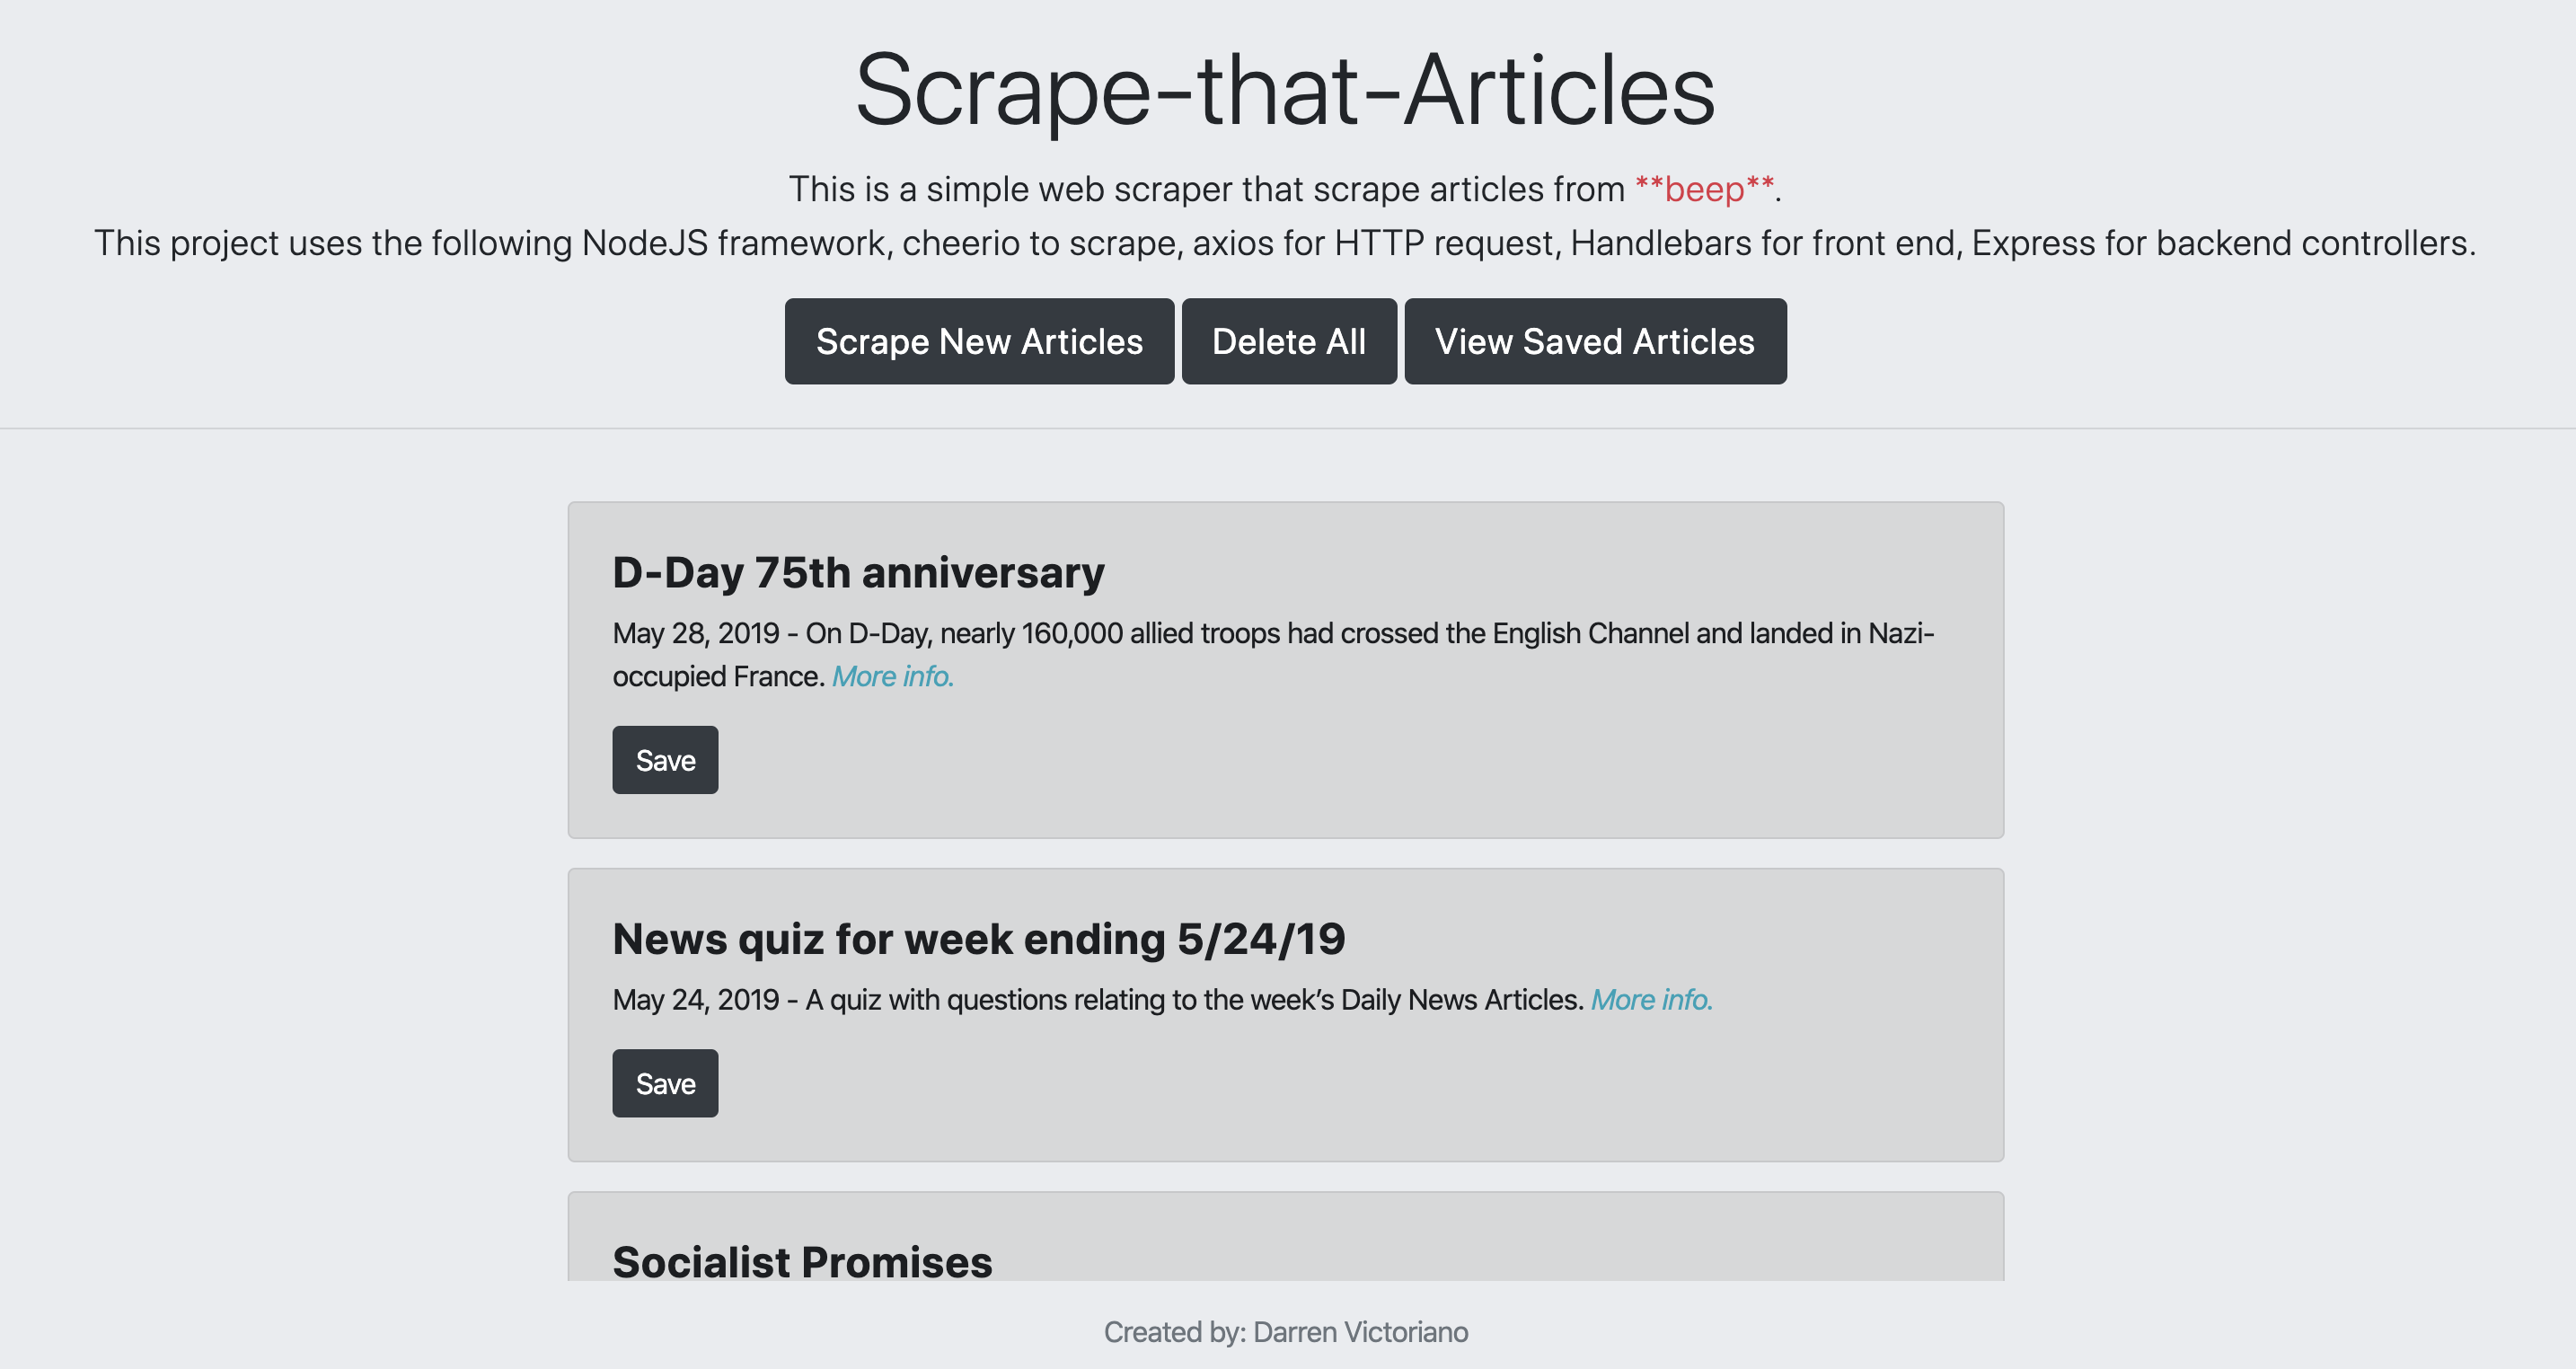 Scrape-that-Articles
This is a simple web scraper that scrape articles from **beep**.
This project uses the following NodeJS framework, cheerio to scrape, axios for HTTP request, Handlebars for front end, Express for backend controllers.
Scrape New Articles
Delete All
View Saved Articles
D-Day 75th anniversary
May 28, 2019 - On D-Day, nearly 160,000 allied troops had crossed the English Channel and landed in Nazi-
occupied France. More info.
Save
News quiz for week ending 5/24/19
May 24, 2019 - A quiz with questions relating to the week’s Daily News Articles. More info.
Save
Socialist Promises
Created by: Darren Victoriano